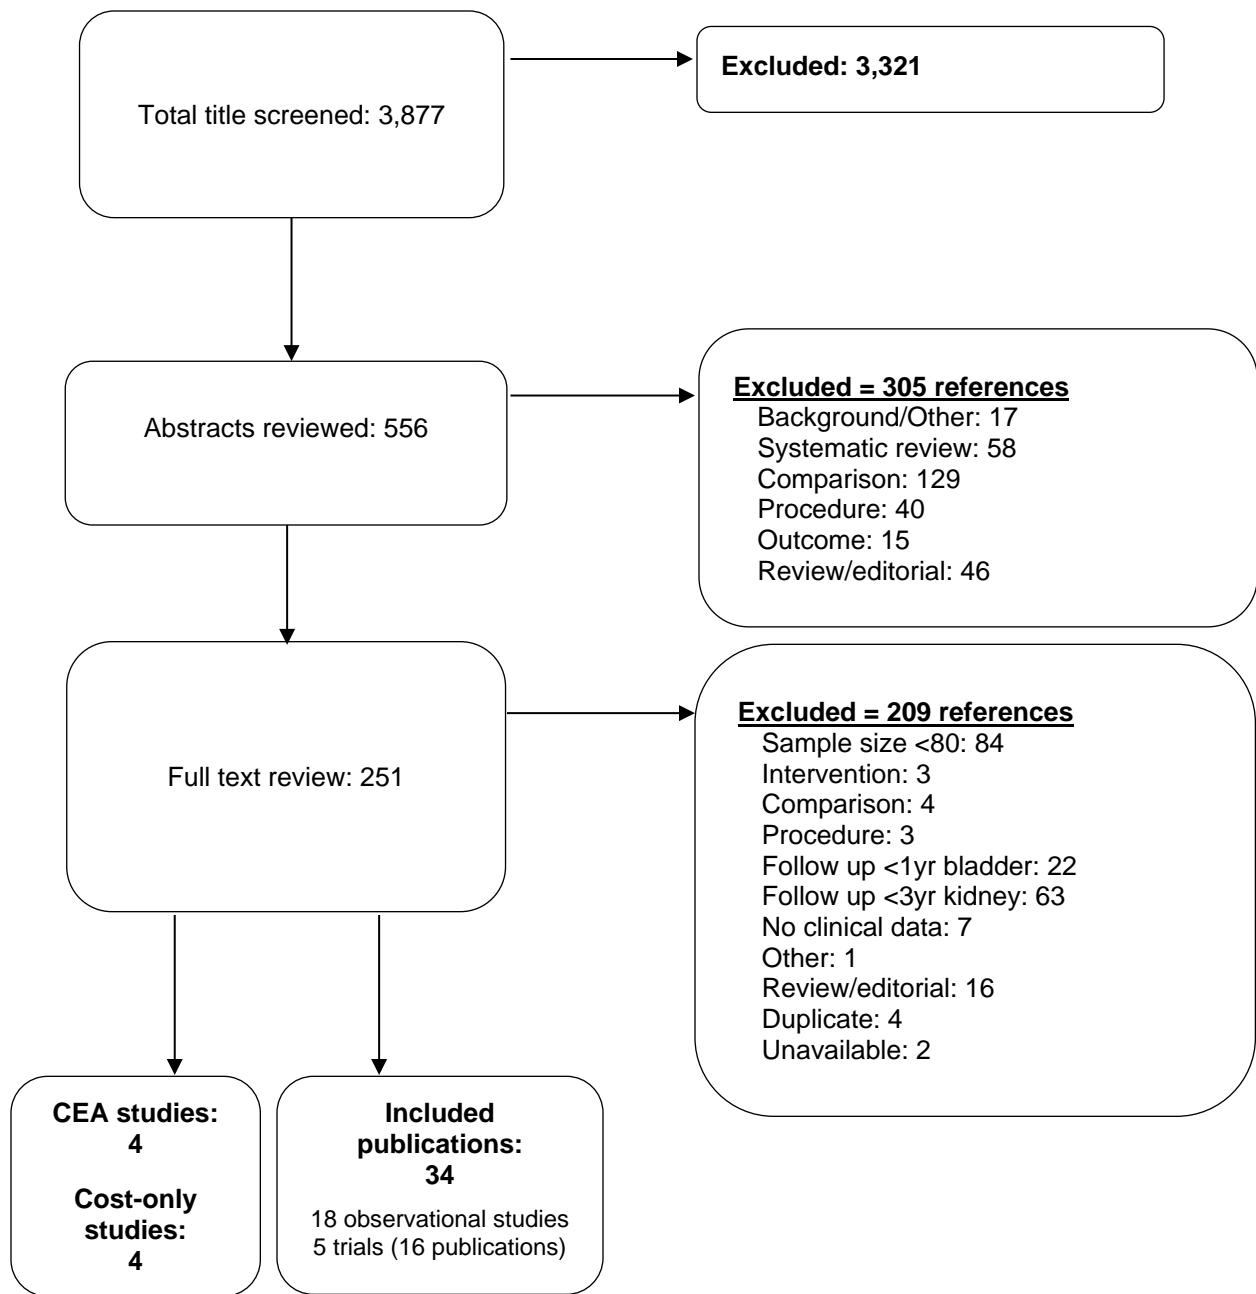 Total title screened: 3,877
Excluded: 3,321
Abstracts reviewed: 556
Excluded = 305 references
Background/Other: 17
Systematic review: 58
Comparison: 129
Procedure: 40
Outcome: 15
Review/editorial: 46
Full text review: 251
Excluded = 209 references
Sample size <80: 84
Intervention: 3
Comparison: 4
Procedure: 3
Follow up <1yr bladder: 22
Follow up <3yr kidney: 63
No clinical data: 7
Other: 1
Review/editorial: 16
Duplicate: 4
Unavailable: 2
CEA studies:
4
Cost-only
studies:
4
Included
publications:
34
18 observational studies
5 trials (16 publications)